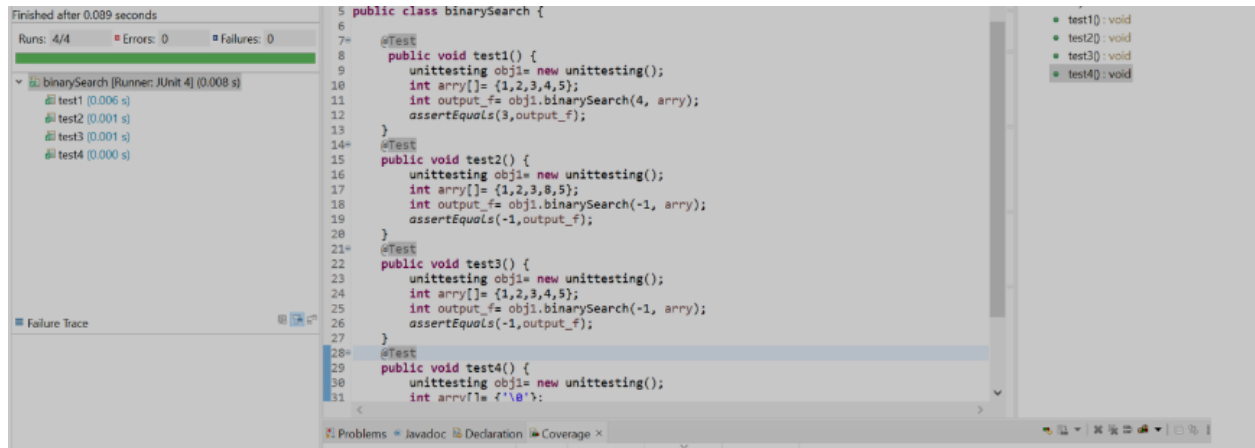 Finished after 0.089 seconds
Runs: 4/4 Errors: 0 Failures: 0
binarySearch [Runner: JUnit 4] (0.008 s)
test1 (0.006 s)
test2 (0.001 s)
test3 (0.001 s)
test4 (0.000 s)
Failure Trace
5 public class binarySearch {
6
7 @Test
8 public void test1() {
9 unittesting obj1= new unittesting();
10 int arry[]= {1,2,3,4,5};
11 int output_f= obj1.binarySearch(4, arry);
12 assertEquals(3,output_f);
13 }
14 @Test
15 public void test2() {
16 unittesting obj1= new unittesting();
17 int arry[]= {1,2,3,8,5};
18 int output_f= obj1.binarySearch(-1, arry);
19 assertEquals(-1,output_f);
20 }
21 @Test
22 public void test3() {
23 unittesting obj1= new unittesting();
24 int arry[]= {1,2,3,4,5};
25 int output_f= obj1.binarySearch(-1, arry);
26 assertEquals(-1,output_f);
27 }
28 @Test
29 public void test4() {
30 unittesting obj1= new unittesting();
31 int arry[]= {'\0'};
Problems Javadoc Declaration Coverage ×
test1() : void
test2() : void
test3() : void
test4() : void